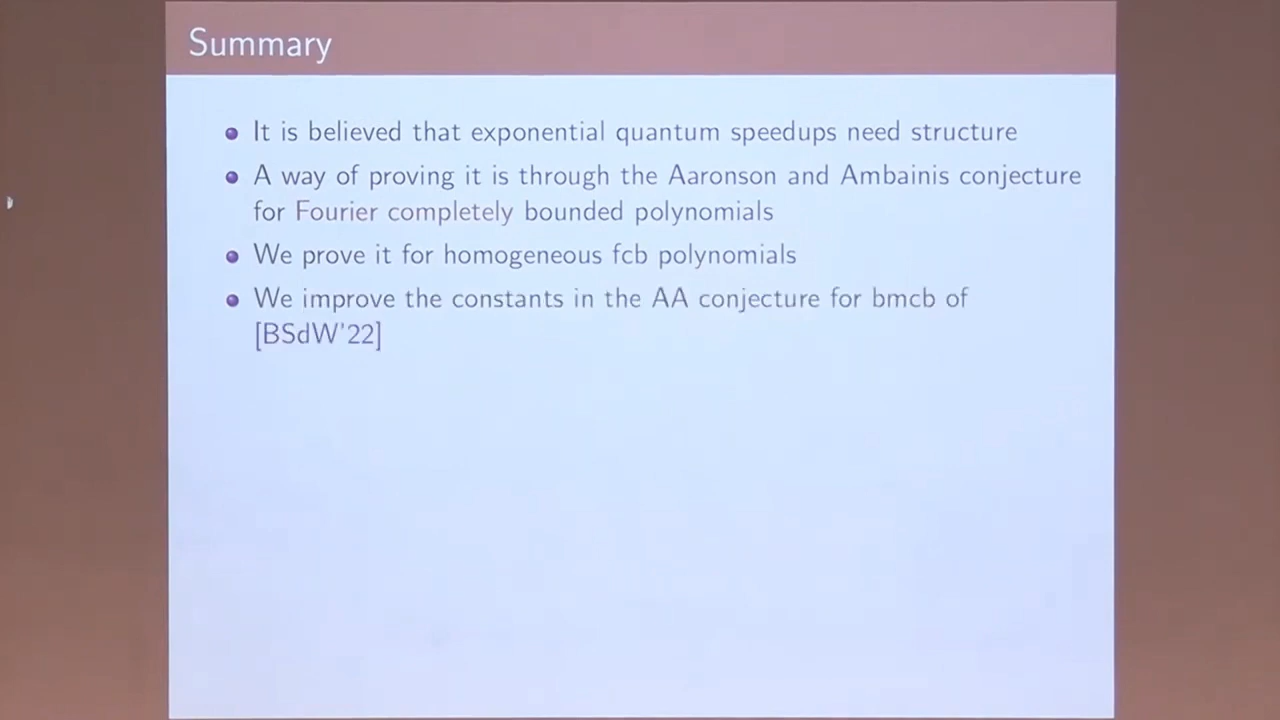 Summary
It is believed that exponential quantum speedups need structure
A way of proving it is through the Aaronson and Ambainis conjecture
for Fourier completely bounded polynomials
We prove it for homogeneous fcb polynomials
We improve the constants in the AA conjecture for bmcb of
[BSdW'22]